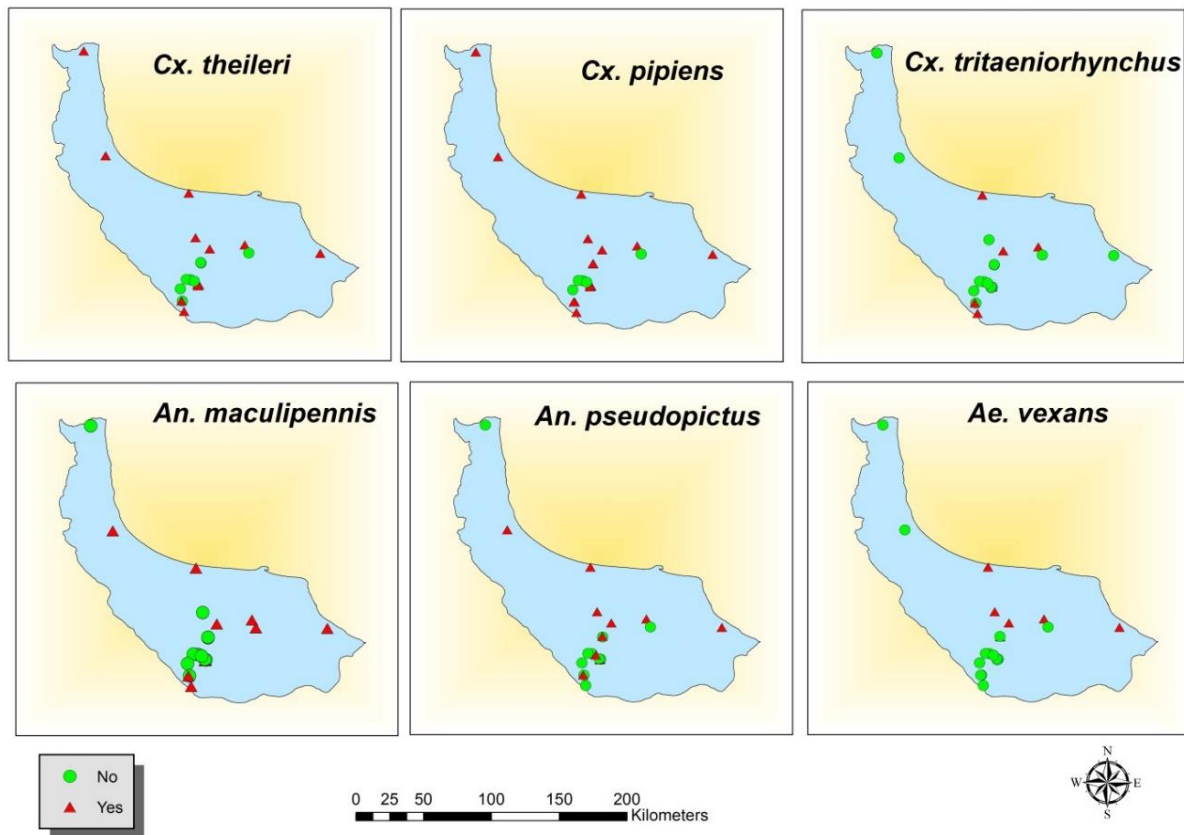 Cx. theileri
Cx. pipiens
Cx. tritaeniorhynchus
An. maculipennis
An. pseudopictus
Ae. vexans
No
Yes
0 25 50 100 150 200
Kilometers
N
W E
S